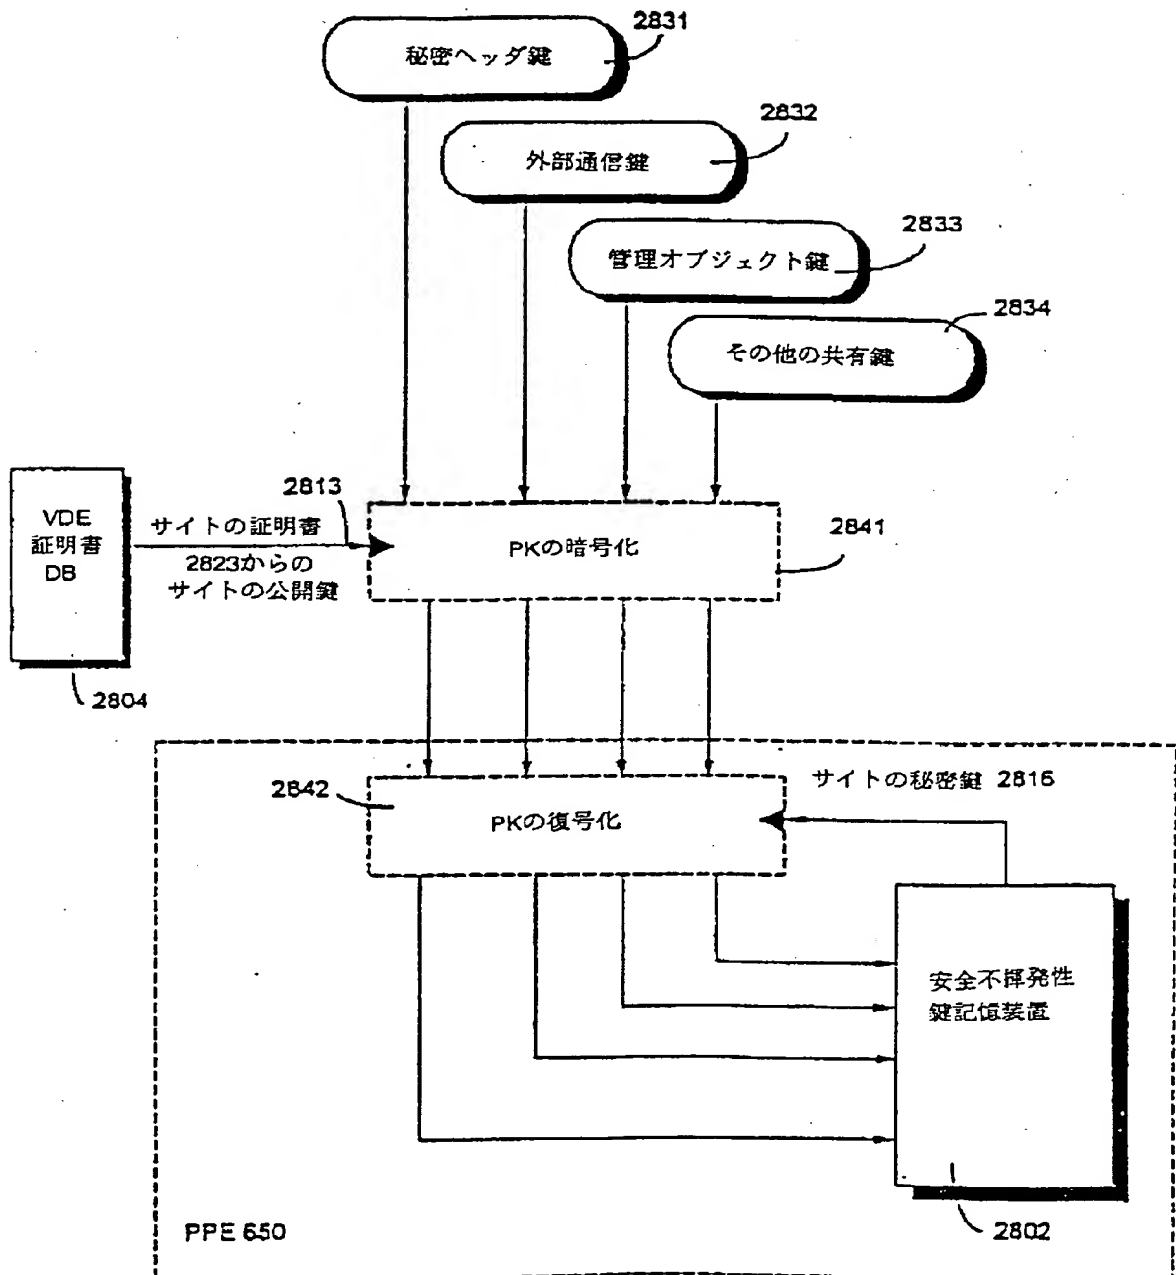 2831
秘密ヘッダ鍵
2832
外部通信鍵
2833
管理オブジェクト鍵
2834
その他の共有鍵
2813
VDE
証明書
DB
サイトの証明書
2823からの
サイトの公開鍵
PKの暗号化
2841
2804
2842
PKの復号化
サイトの秘密鍵 2815
安全不揮発性
鍵記憶装置
PPE 650
2802